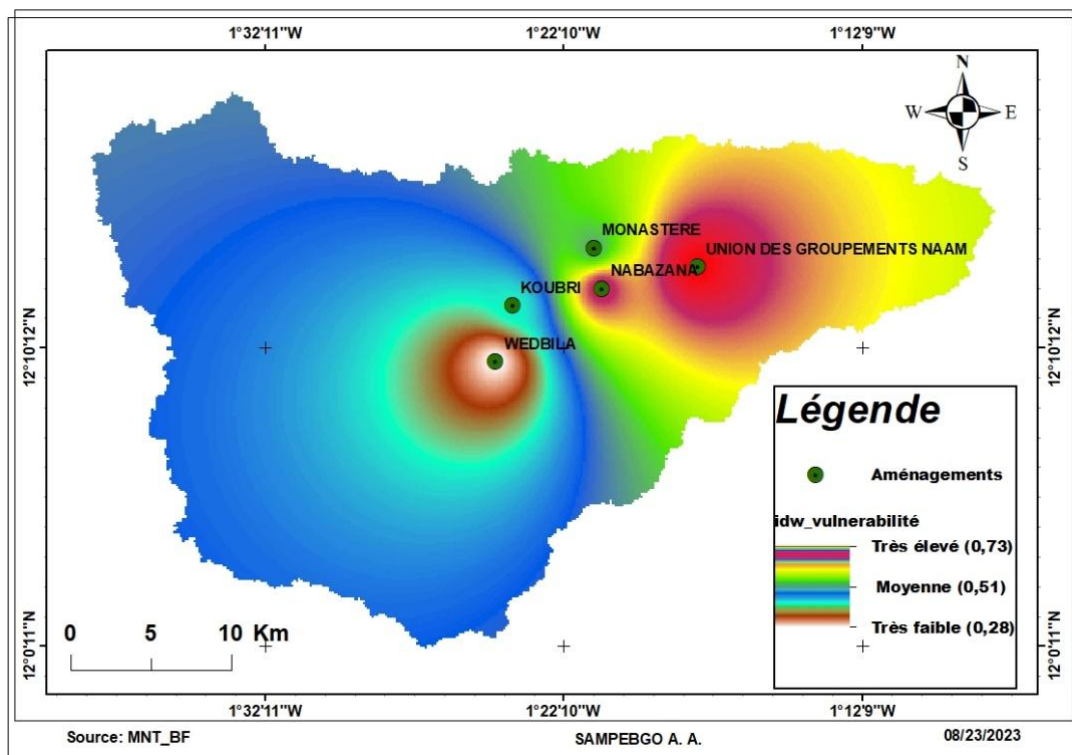 1°32'11"W 1°22'10"W 1°12'9"W
N
W E
S
MONASTERE
UNION DES GROUPEMENTS NAAM
NABAZANA
KOUBRI
WEDBILA
12°10'12"N 12°10'12"N
Légende
Aménagements
idw_vulnerabilité
Très élevé (0,73)
Moyenne (0,51)
Très faible (0,28)
0 5 10 Km
12°0'11"N 12°0'11"N
1°32'11"W 1°22'10"W 1°12'9"W
Source: MNT_BF SAMPEBGO A. A. 08/23/2023